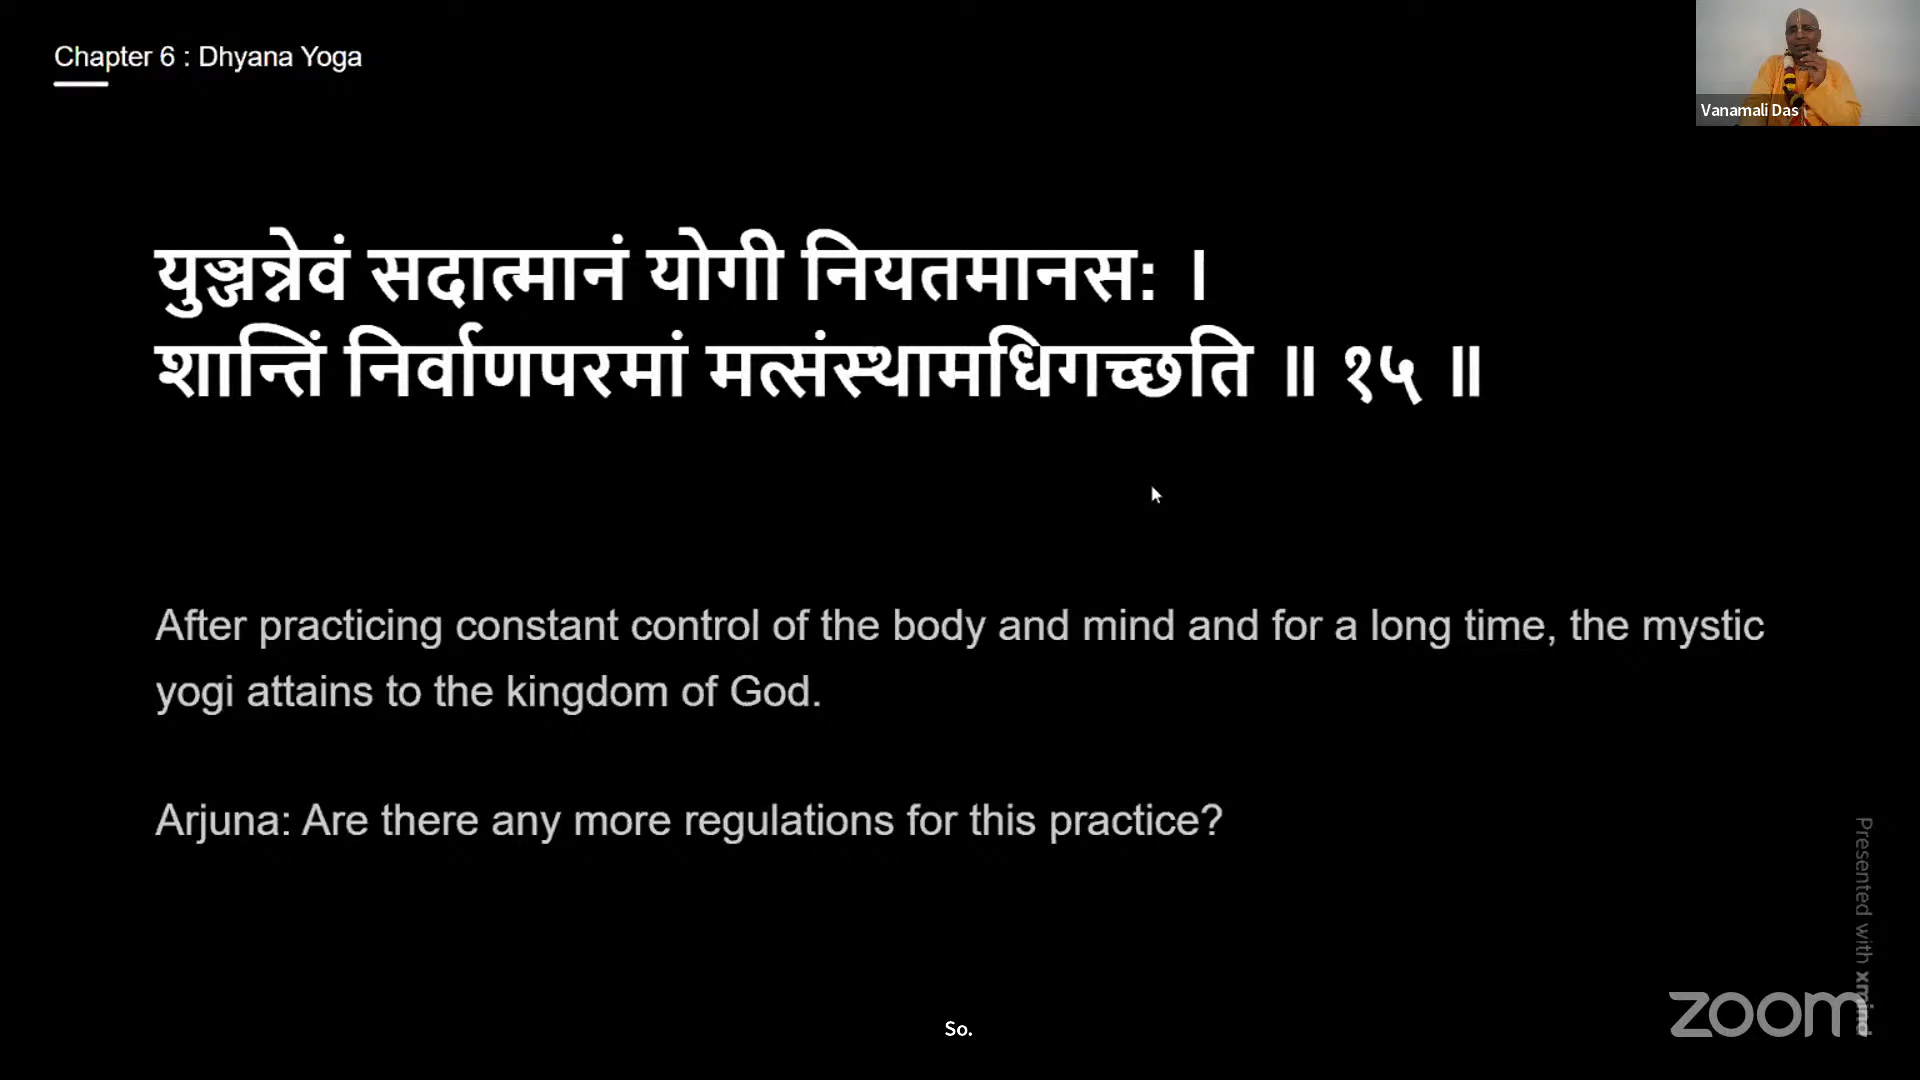 Chapter 6 : Dhyana Yoga
Vanamali Das
युञ्जन्नेवं सदात्मानं योगी नियतमानसः ।
शान्तिं निर्वाणपरमां मत्संस्थामधिगच्छति ॥ १५ ॥
After practicing constant control of the body and mind and for a long time, the mystic
yogi attains to the kingdom of God.
Arjuna: Are there any more regulations for this practice?
Presented with xmind
So.
zoom